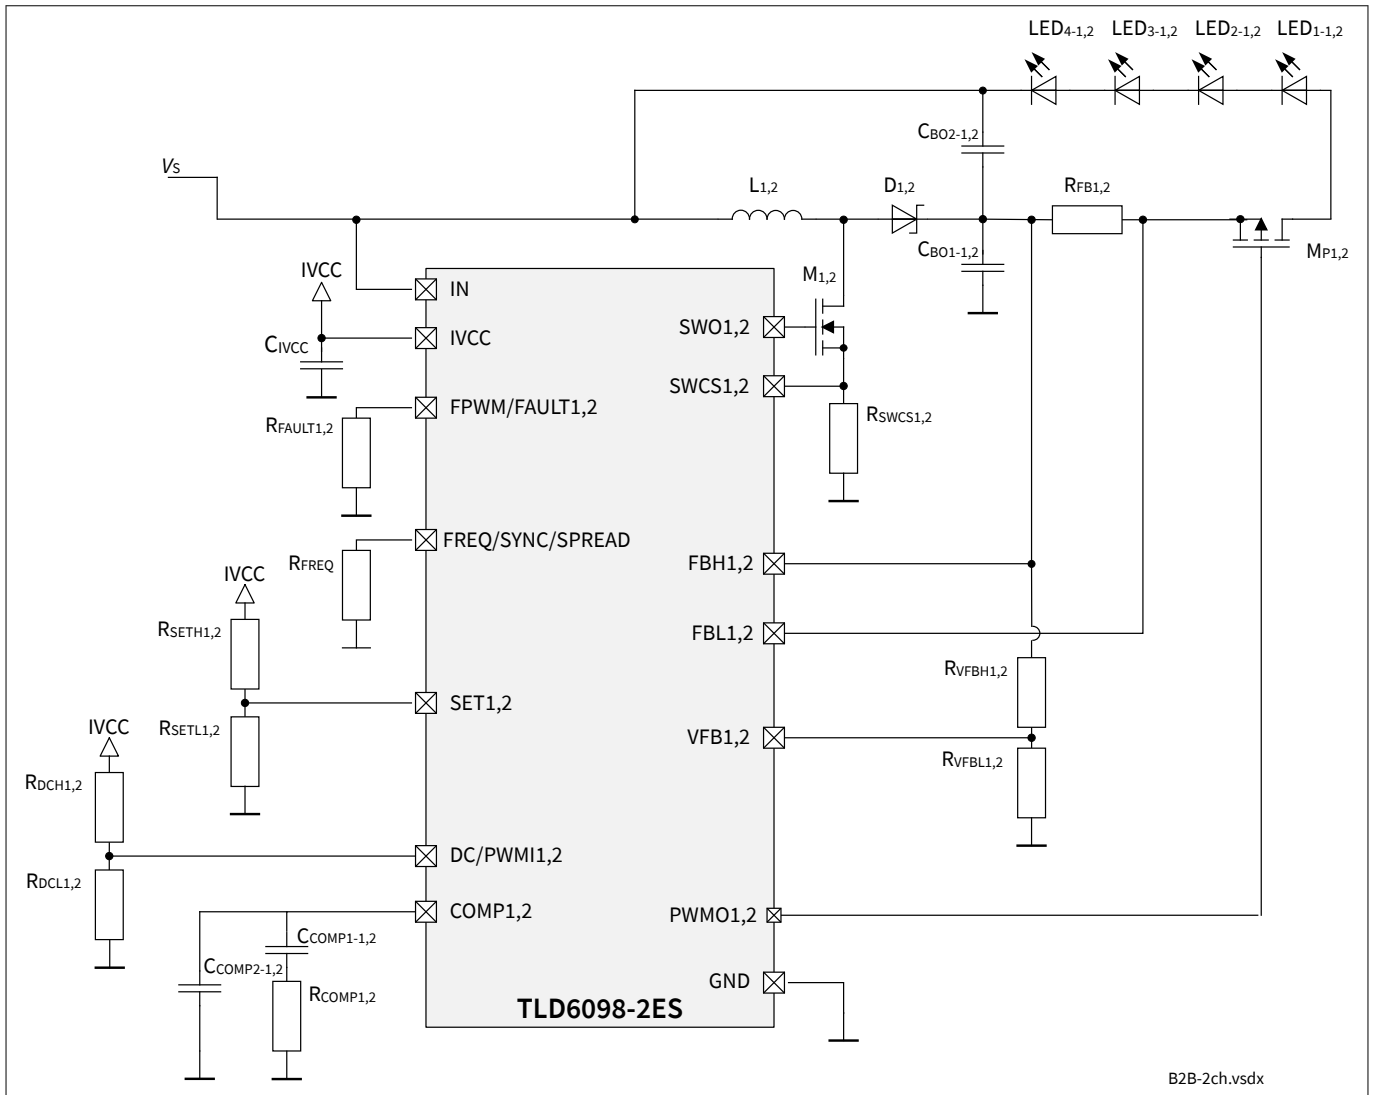 LED4-1,2 LED3-1,2 LED2-1,2 LED1-1,2
CBO2-1,2
VS
L1,2
D1,2
RFB1,2
CBO1-1,2
MP1,2
IVCC
M1,2
IN
SWO1,2
CIVCC
IVCC
SWCS1,2
RSWCS1,2
FPWM/FAULT1,2
RFAULT1,2
FREQ/SYNC/SPREAD
RFREQ
FBH1,2
IVCC
RSETH1,2
FBL1,2
RVFBH1,2
SET1,2
RSETL1,2
IVCC
VFB1,2
RVFBL1,2
RDCH1,2
DC/PWMI1,2
RDCL1,2
COMP1,2
PWMO1,2
CCOMP1-1,2
CCOMP2-1,2
GND
RCOMP1,2
TLD6098-2ES
B2B-2ch.vsdx